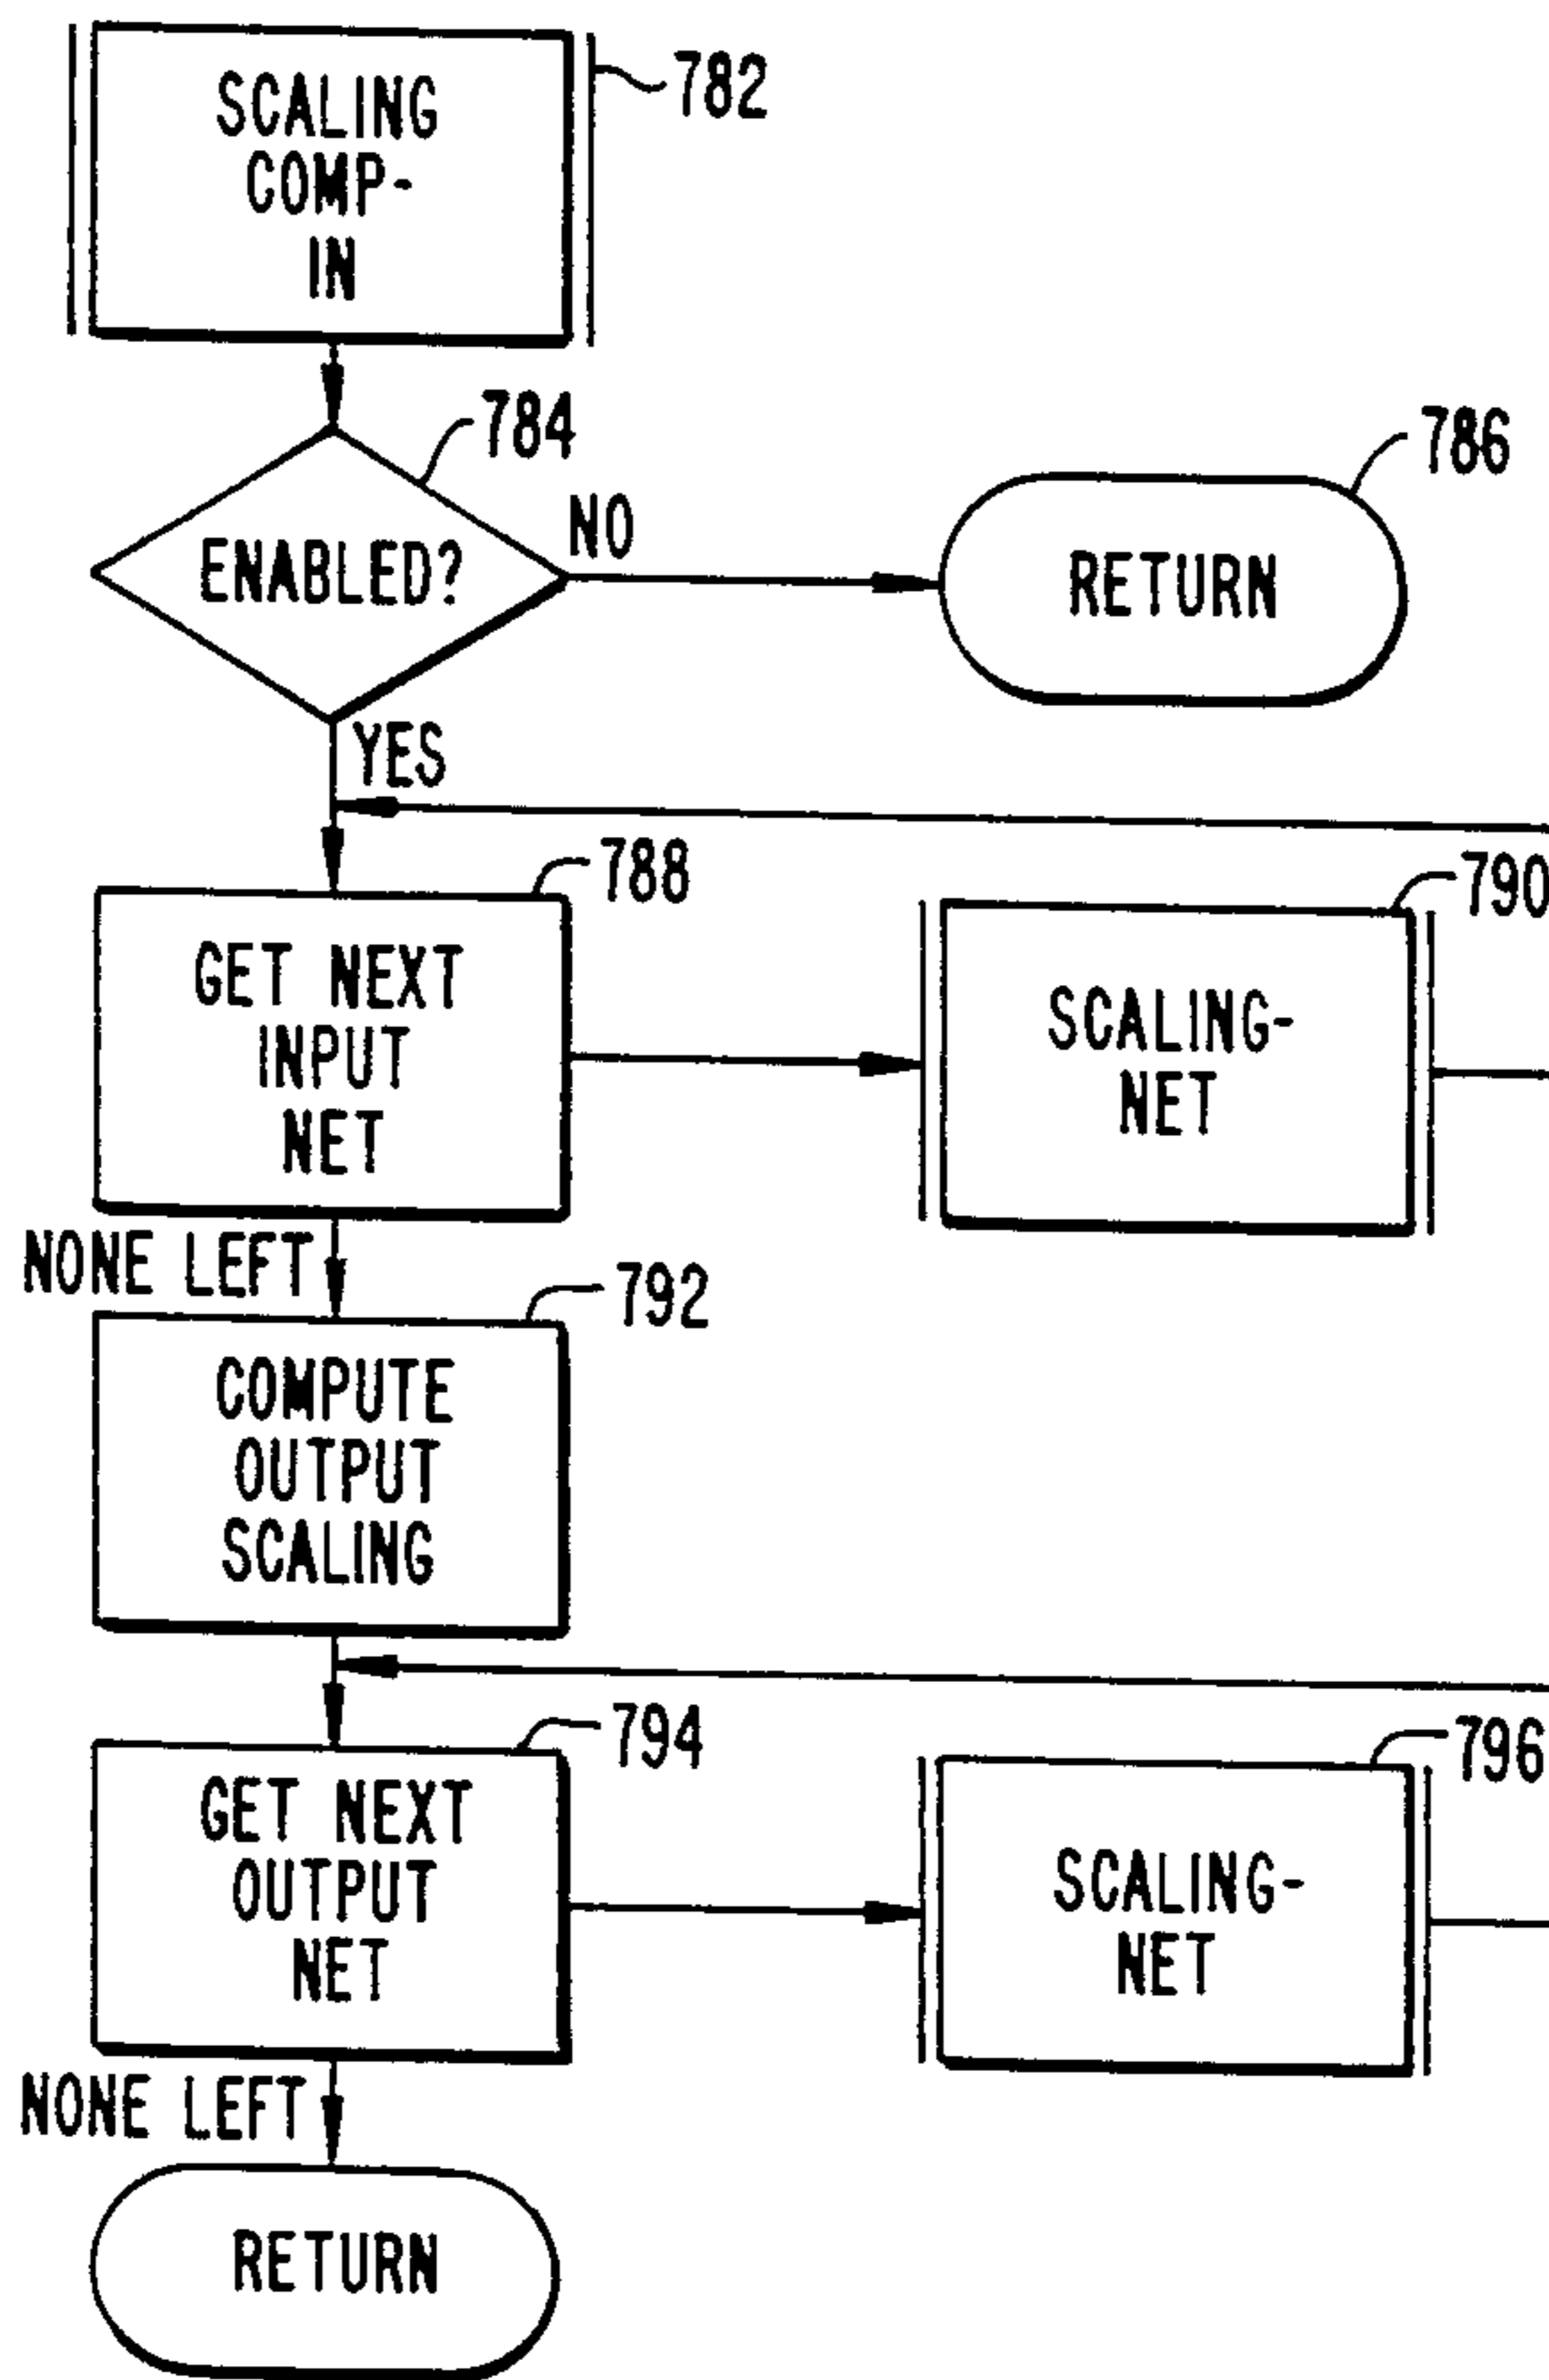 SCALING
COMP-
IN
782
784
ENABLED?
NO
786
RETURN
YES
788
GET NEXT
INPUT
NET
790
SCALING-
NET
NONE LEFT
792
COMPUTE
OUTPUT
SCALING
794
GET NEXT
OUTPUT
NET
796
SCALING-
NET
NONE LEFT
RETURN